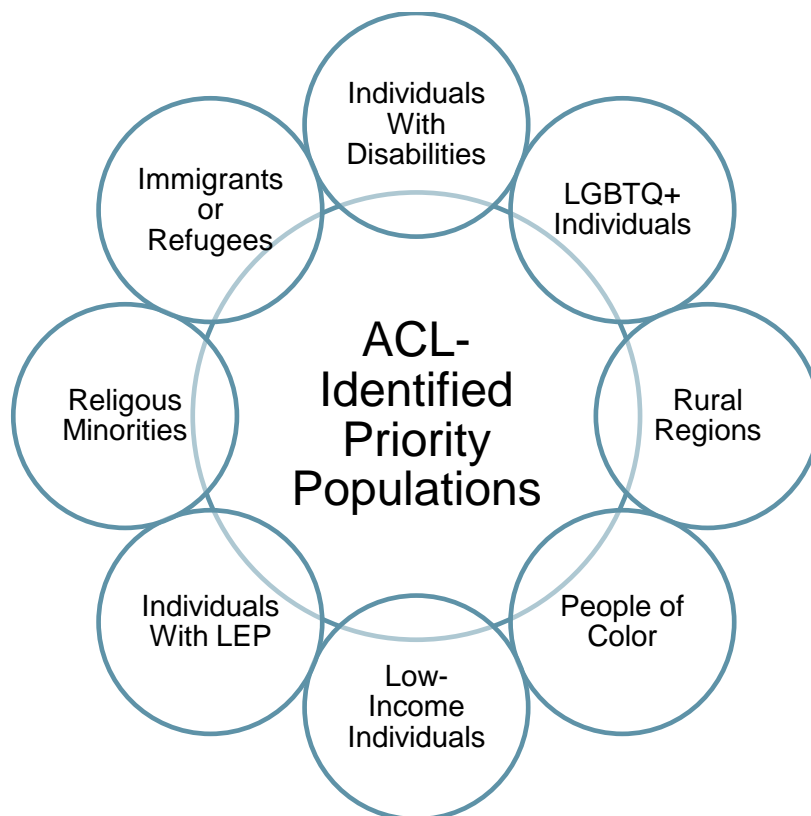 Individuals
With
Disabilities
LGBTQ+
Individuals
Rural
Regions
People of
Color
Low-
Income
Individuals
Individuals
With LEP
Religous
Minorities
Immigrants
or
Refugees
ACL-
Identified
Priority
Populations